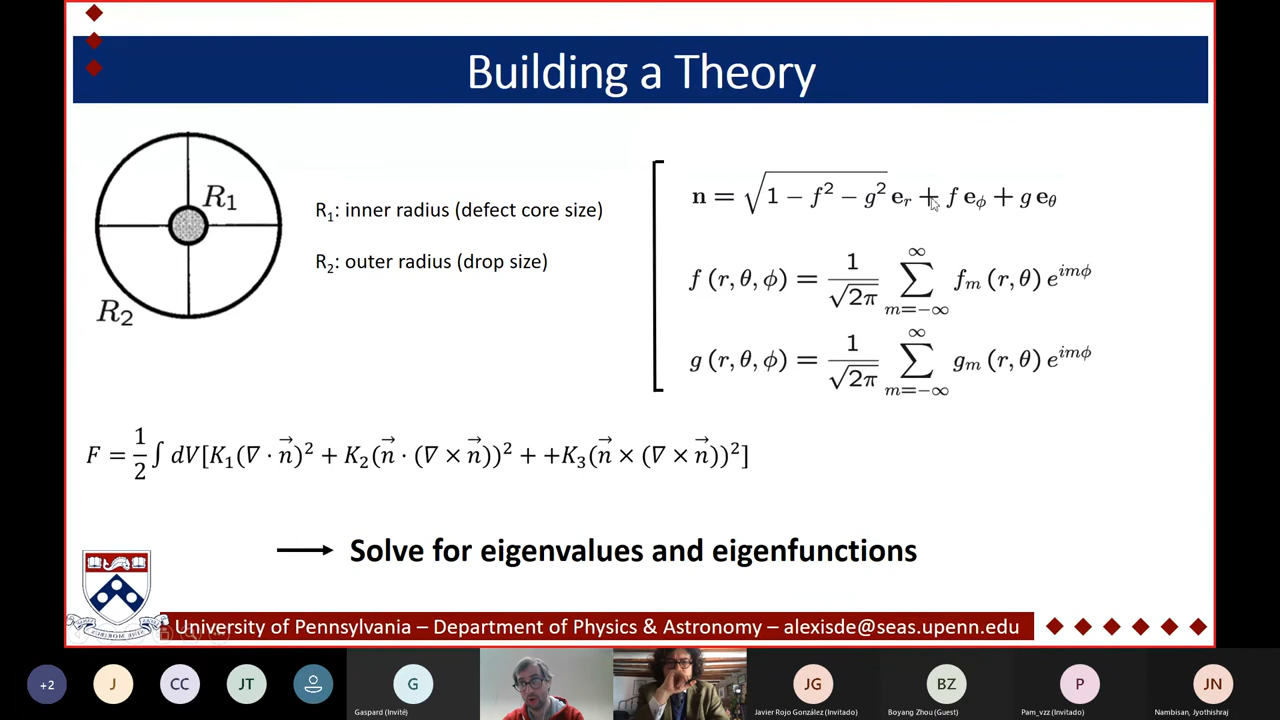 Building a Theory
R₁
R₂
R₁: inner radius (defect core size)
R₂: outer radius (drop size)
n = √(1 − f² − g²) e_r + f e_ϕ + g e_θ
f (r, θ, ϕ) = 1/√2π ∑_{m=−∞}^{∞} f_m (r, θ) e^{imϕ}
g (r, θ, ϕ) = 1/√2π ∑_{m=−∞}^{∞} g_m (r, θ) e^{imϕ}
F = 1/2 ∫ dV[K₁(∇ · n⃗)² + K₂(n⃗ · (∇ × n⃗))² + +K₃(n⃗ × (∇ × n⃗))²]
Solve for eigenvalues and eigenfunctions
University of Pennsylvania – Department of Physics & Astronomy – alexisde@seas.upenn.edu
+2
J
CC
JT
G
JG
BZ
P
JN
Gaspard (Invité)
Javier Rojo González (Invitado)
Boyang Zhou (Guest)
Pam_vzz (Invitado)
Nambisan, Jyothishraj